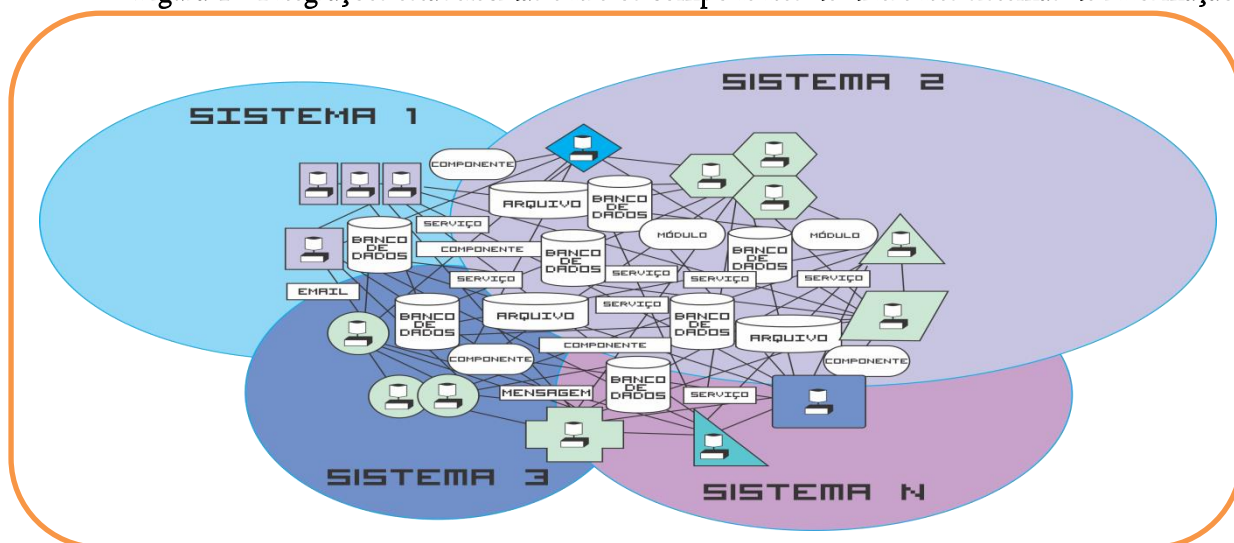 SISTEMA 2
SISTEMA 1
COMPONENTE
ARQUIVO
BANCO
DE
DADOS
SERVIÇO
MÓDULO
MÓDULO
BANCO
DE
DADOS
COMPONENTE
BANCO
DE
DADOS
BANCO
DE
DADOS
SERVIÇO
SERVIÇO
SERVIÇO
SERVIÇO
EMAIL
BANCO
DE
DADOS
ARQUIVO
SERVIÇO
BANCO
DE
DADOS
ARQUIVO
COMPONENTE
COMPONENTE
COMPONENTE
BANCO
DE
DADOS
MENSAGEM
SERVIÇO
SISTEMA 3
SISTEMA N